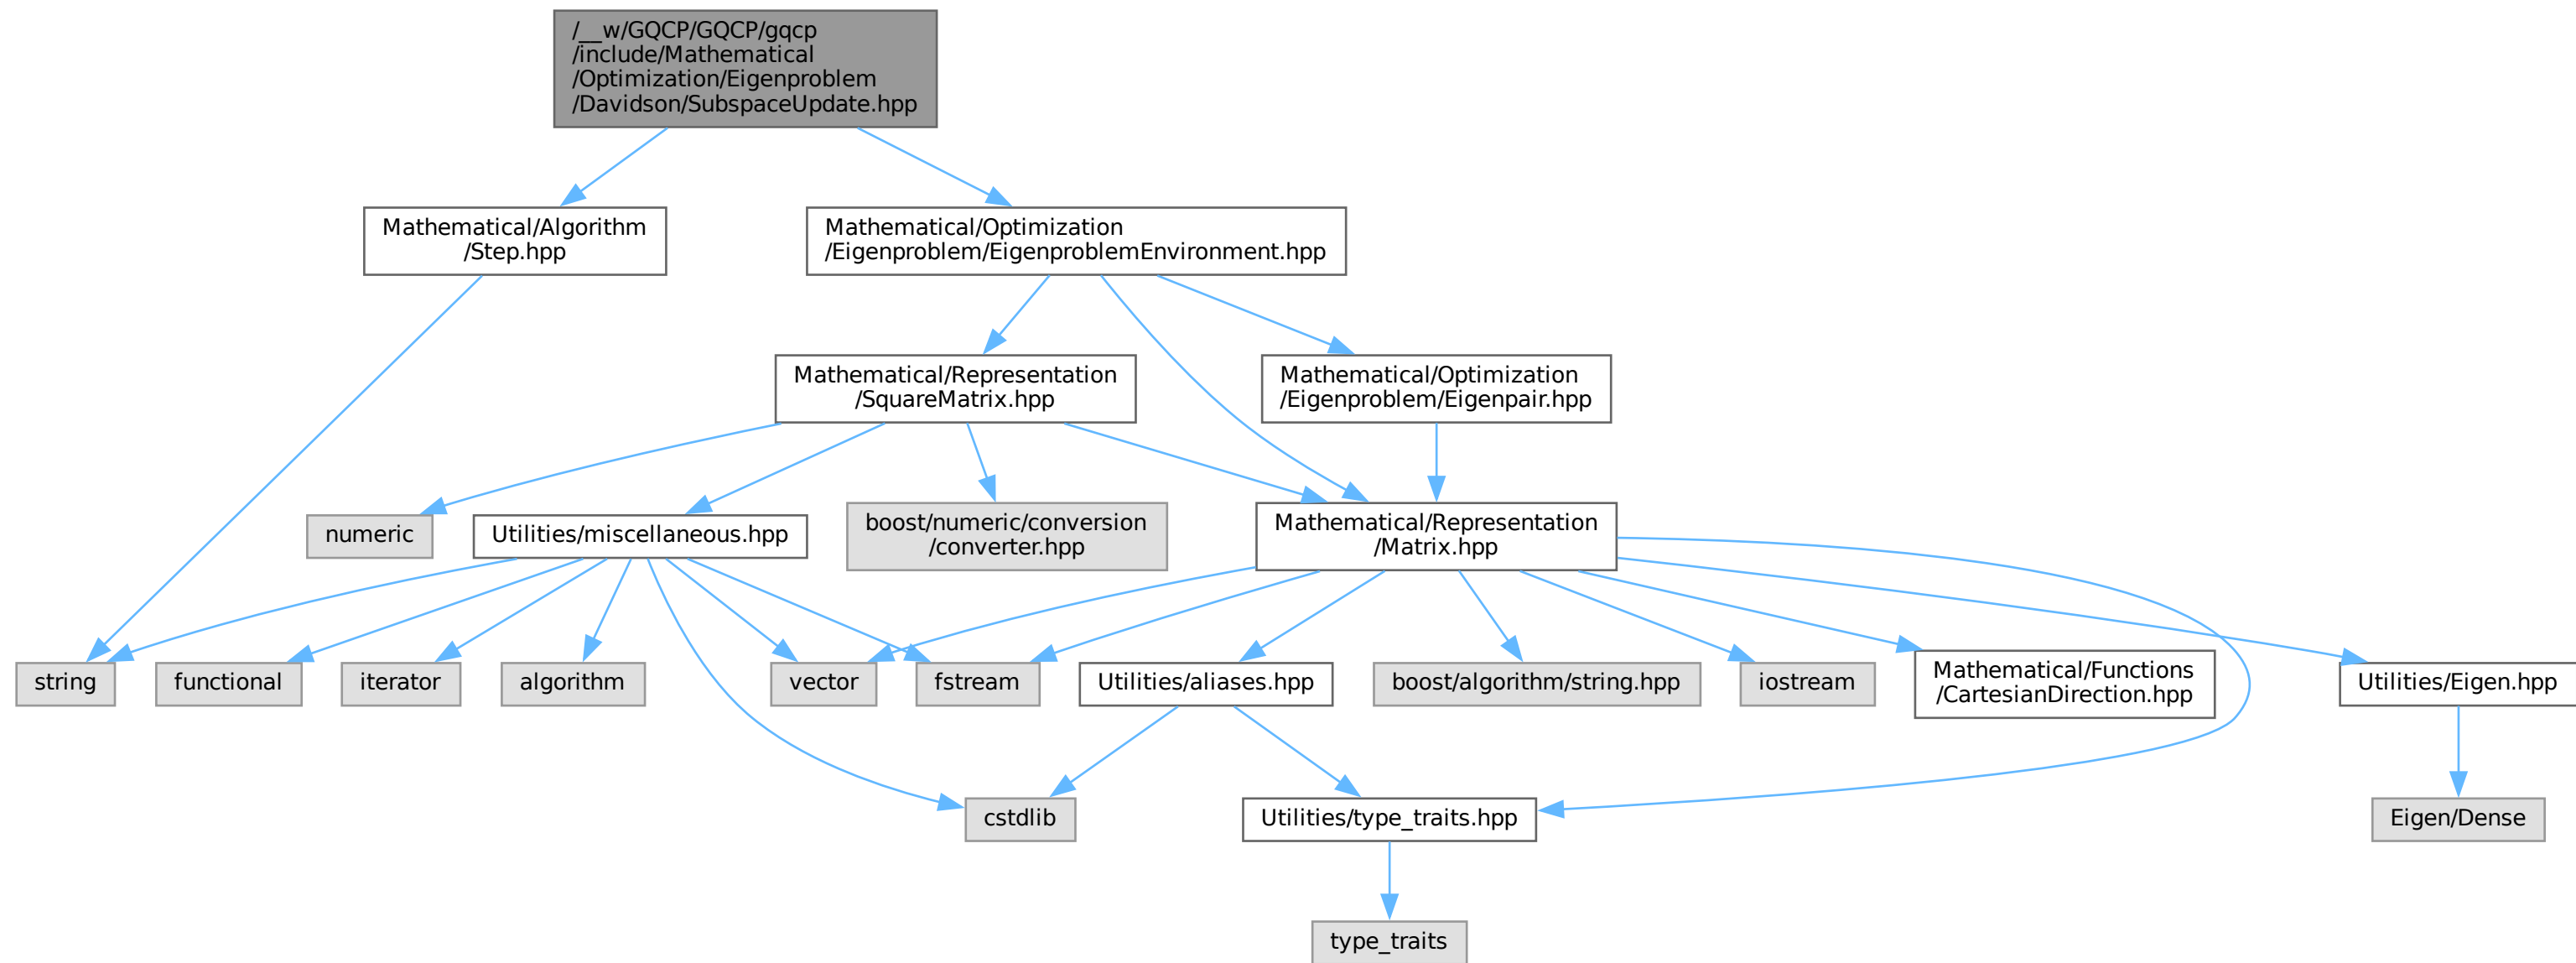 /__w/GQCP/GQCP/gqcp
/include/Mathematical
/Optimization/Eigenproblem
/Davidson/SubspaceUpdate.hpp
Mathematical/Algorithm
/Step.hpp
Mathematical/Optimization
/Eigenproblem/EigenproblemEnvironment.hpp
Mathematical/Representation
/SquareMatrix.hpp
Mathematical/Optimization
/Eigenproblem/Eigenpair.hpp
numeric
Utilities/miscellaneous.hpp
boost/numeric/conversion
/converter.hpp
Mathematical/Representation
/Matrix.hpp
string
functional
iterator
algorithm
vector
fstream
Utilities/aliases.hpp
boost/algorithm/string.hpp
iostream
Mathematical/Functions
/CartesianDirection.hpp
Utilities/Eigen.hpp
cstdlib
Utilities/type_traits.hpp
Eigen/Dense
type_traits